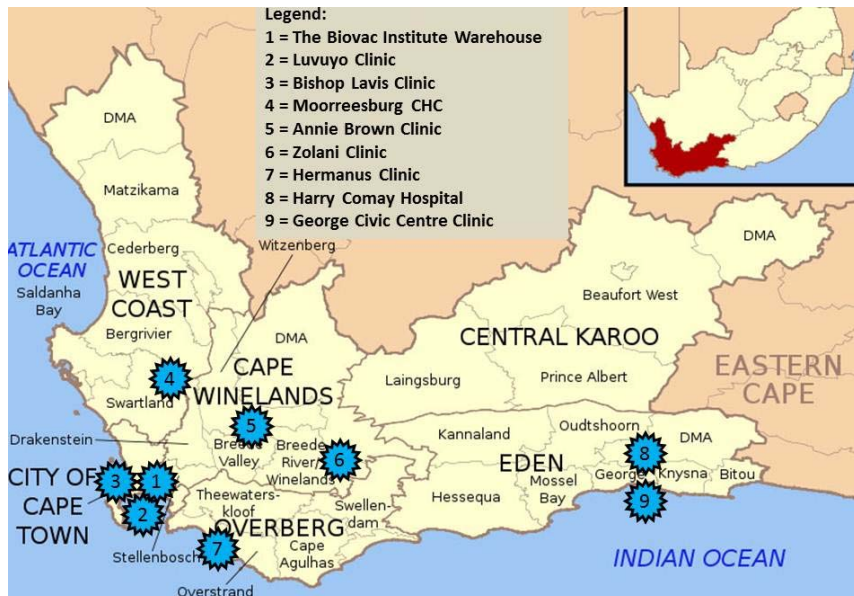 Legend:
1 = The Biovac Institute Warehouse
2 = Luvuyo Clinic
3 = Bishop Lavis Clinic
4 = Moorreesburg CHC
5 = Annie Brown Clinic
6 = Zolani Clinic
7 = Hermanus Clinic
8 = Harry Comay Hospital
9 = George Civic Centre Clinic
DMA
Matzikama
Cederberg
Witzenberg
DMA
ATLANTIC
OCEAN
WEST
COAST
Saldanha
Bay
Bergrivier
Beaufort West
DMA
CENTRAL KAROO
CAPE
WINELANDS
EASTERN
CAPE
4
Laingsburg
Prince Albert
Swartland
5
Oudtshoorn
Drakenstein
Breede
Valley
Breede
River/
Winelands
6
Kannaland
8
DMA
EDEN
CITY OF
CAPE
TOWN
3
1
2
George
Knysna
Bitou
Mossel
Bay
Hessequa
9
Theewaters-
kloof
Swellen-
dam
OVERBERG
7
Cape
Agulhas
Stellenbosch
Overstrand
INDIAN OCEAN